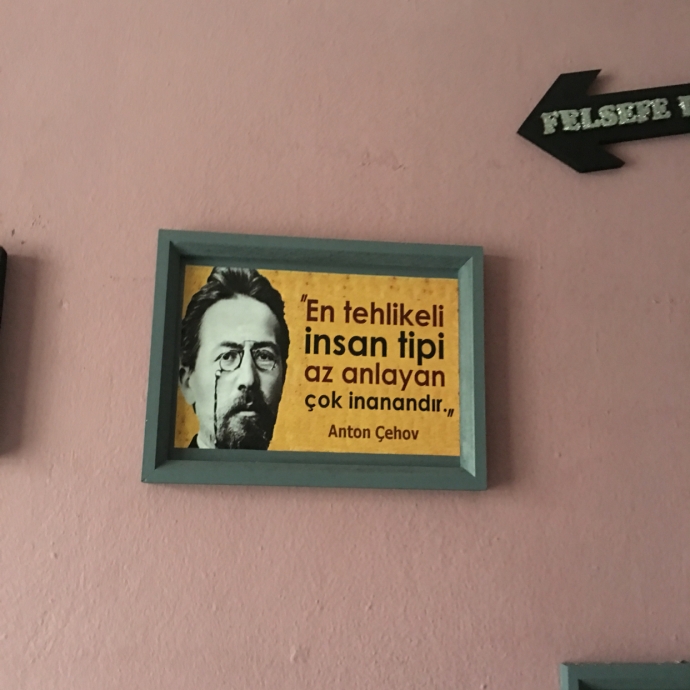 FELSEFE
"En tehlikeli
insan tipi
az anlayan
çok inanandır.„
Anton Çehov